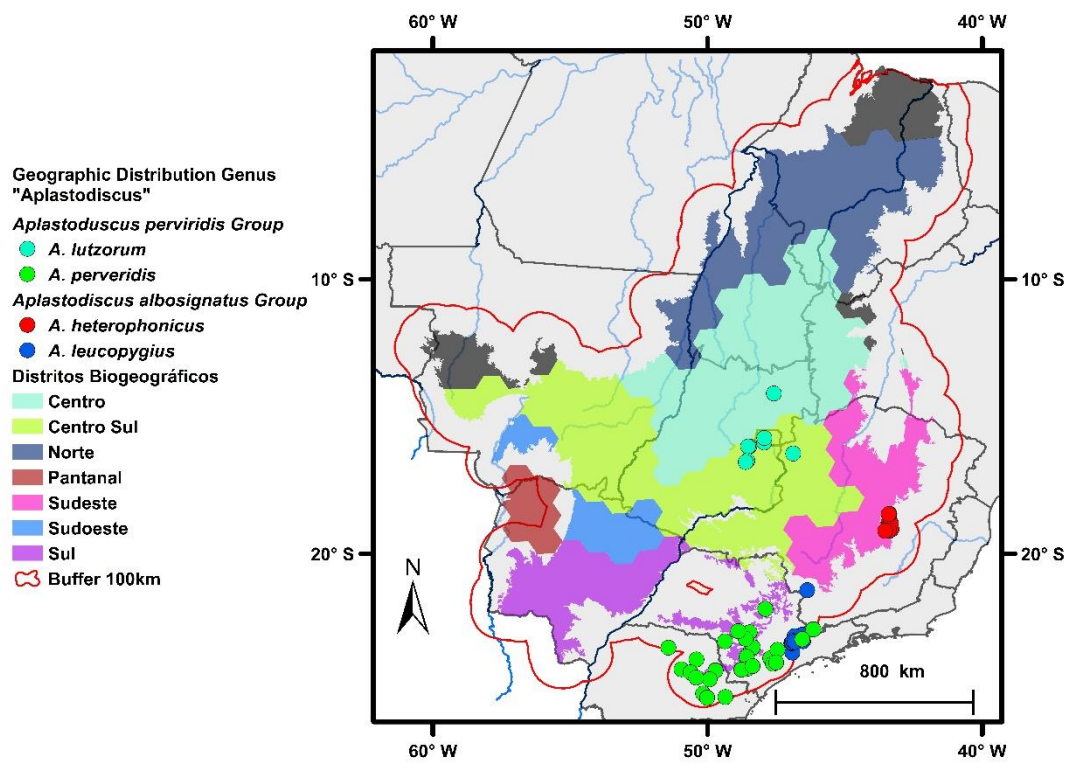 60° W
50° W
40° W
Geographic Distribution Genus
"Aplastodiscus"
Aplastoduscus perviridis Group
A. lutzorum
A. perveridis
Aplastodiscus albosignatus Group
A. heterophonicus
A. leucopygius
Distritos Biogeográficos
Centro
Centro Sul
Norte
Pantanal
Sudeste
Sudoeste
Sul
Buffer 100km
10° S
20° S
N
10° S
20° S
800 km
60° W
50° W
40° W